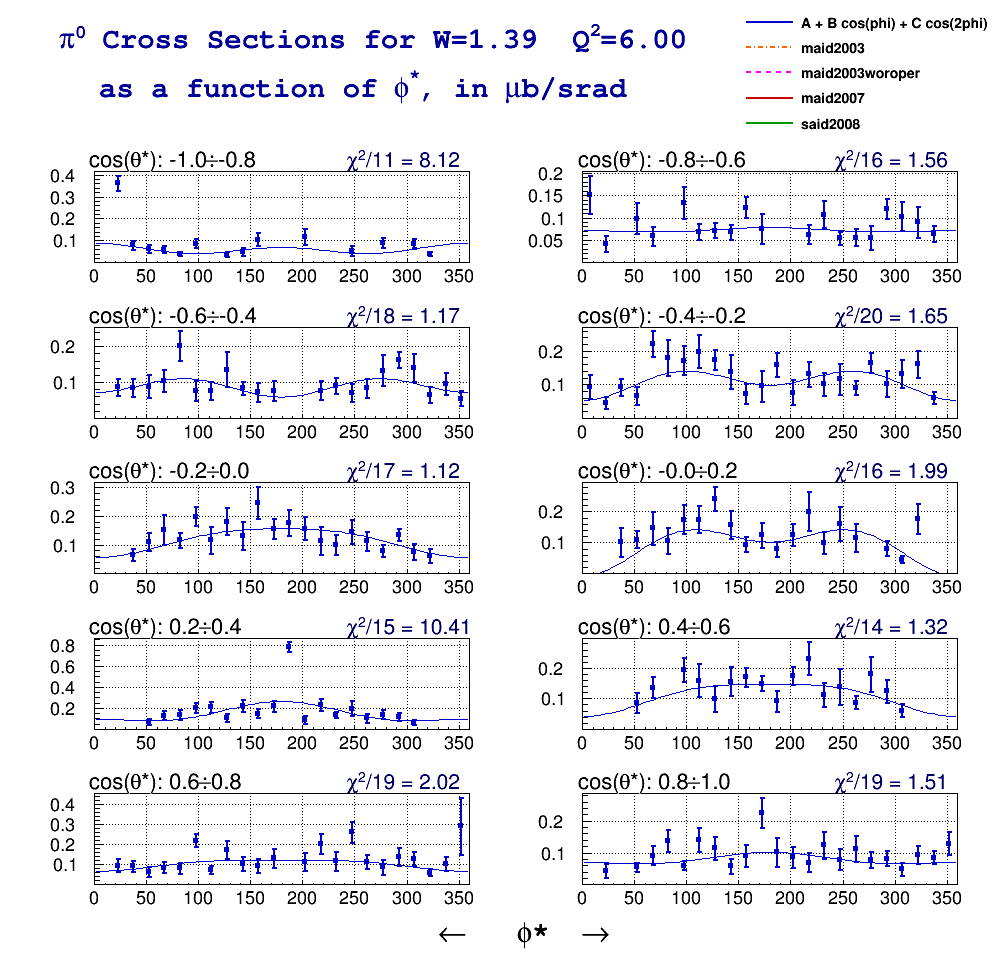 π⁰ Cross Sections for W=1.39 Q²=6.00
as a function of ϕ*, in μb/srad
A + B cos(phi) + C cos(2phi)
maid2003
maid2003woroper
maid2007
said2008
cos(θ*): -1.0÷-0.8 χ²/11 = 8.12
0.4
0.3
0.2
0.1
0 50 100 150 200 250 300 350
cos(θ*): -0.8÷-0.6 χ²/16 = 1.56
0.2
0.15
0.1
0.05
0 50 100 150 200 250 300 350
cos(θ*): -0.6÷-0.4 χ²/18 = 1.17
0.2
0.1
0 50 100 150 200 250 300 350
cos(θ*): -0.4÷-0.2 χ²/20 = 1.65
0.2
0.1
0 50 100 150 200 250 300 350
cos(θ*): -0.2÷0.0 χ²/17 = 1.12
0.3
0.2
0.1
0 50 100 150 200 250 300 350
cos(θ*): -0.0÷0.2 χ²/16 = 1.99
0.2
0.1
0 50 100 150 200 250 300 350
cos(θ*): 0.2÷0.4 χ²/15 = 10.41
0.8
0.6
0.4
0.2
0 50 100 150 200 250 300 350
cos(θ*): 0.4÷0.6 χ²/14 = 1.32
0.2
0.1
0 50 100 150 200 250 300 350
cos(θ*): 0.6÷0.8 χ²/19 = 2.02
0.4
0.3
0.2
0.1
0 50 100 150 200 250 300 350
cos(θ*): 0.8÷1.0 χ²/19 = 1.51
0.2
0.1
0 50 100 150 200 250 300 350
← ϕ* →